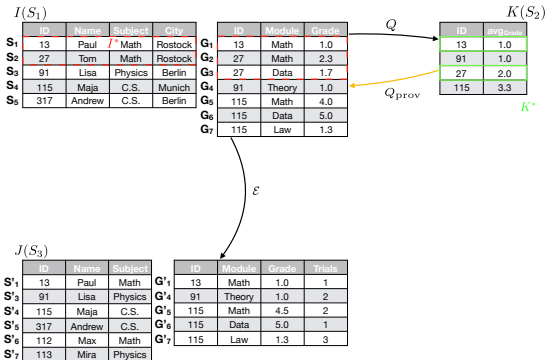 I(S₁)
ID Name Subject City
S₁ 13 Paul Math Rostock
I*
S₂ 27 Tom Math Rostock
S₃ 91 Lisa Physics Berlin
S₄ 115 Maja C.S. Munich
S₅ 317 Andrew C.S. Berlin
ID Module Grade
G₁ 13 Math 1.0
G₂ 27 Math 2.3
G₃ 27 Data 1.7
G₄ 91 Theory 1.0
G₅ 115 Math 4.0
G₆ 115 Data 5.0
G₇ 115 Law 1.3
Q
Q_prov
K(S₂)
ID avg_Grade
13 1.0
91 1.0
27 2.0
115 3.3
K*
ℰ
J(S₃)
ID Name Subject
S'₁ 13 Paul Math
S'₃ 91 Lisa Physics
S'₄ 115 Maja C.S.
S'₅ 317 Andrew C.S.
S'₆ 112 Max Math
S'₇ 113 Mira Physics
ID Module Grade Trials
G'₁ 13 Math 1.0 1
G'₄ 91 Theory 1.0 2
G'₅ 115 Math 4.5 2
G'₆ 115 Data 5.0 1
G'₇ 115 Law 1.3 3